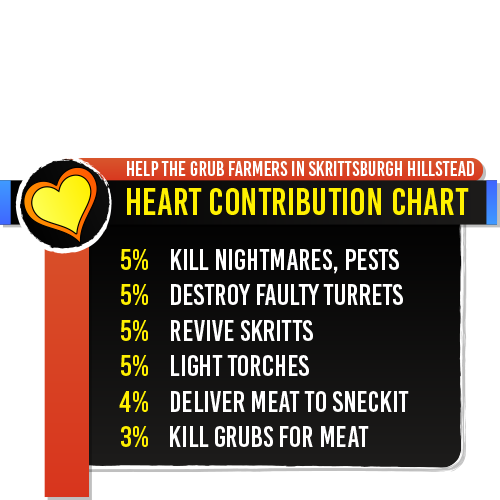 HELP THE GRUB FARMERS IN SKRITTSBURGH HILLSTEAD
HEART CONTRIBUTION CHART
5% KILL NIGHTMARES, PESTS
5% DESTROY FAULTY TURRETS
5% REVIVE SKRITTS
5% LIGHT TORCHES
4% DELIVER MEAT TO SNECKIT
3% KILL GRUBS FOR MEAT